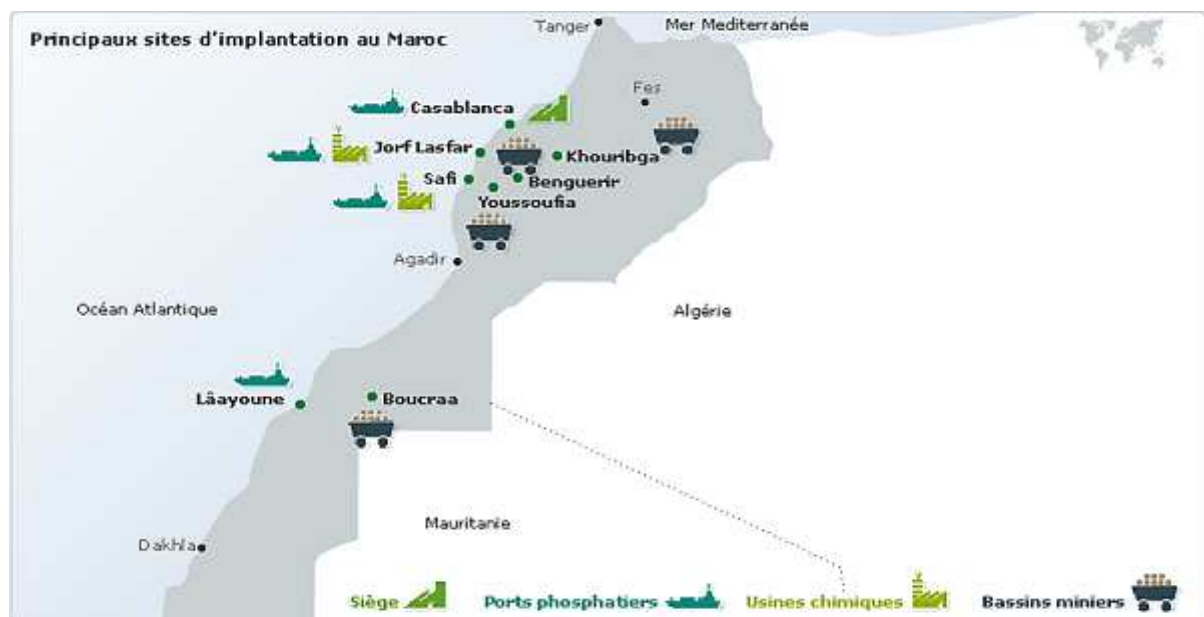 Principaux sites d'implantation au Maroc
Tanger
Mer Mediterranée
Fes
Casablanca
Jorf Lasfar
Khouribga
Safi
Benguerir
Youssoufia
Agadir
Océan Atlantique
Algérie
Lâayoune
Boucraa
Mauritanie
Dakhla
Siège
Ports phosphatiers
Usines chimiques
Bassins miniers